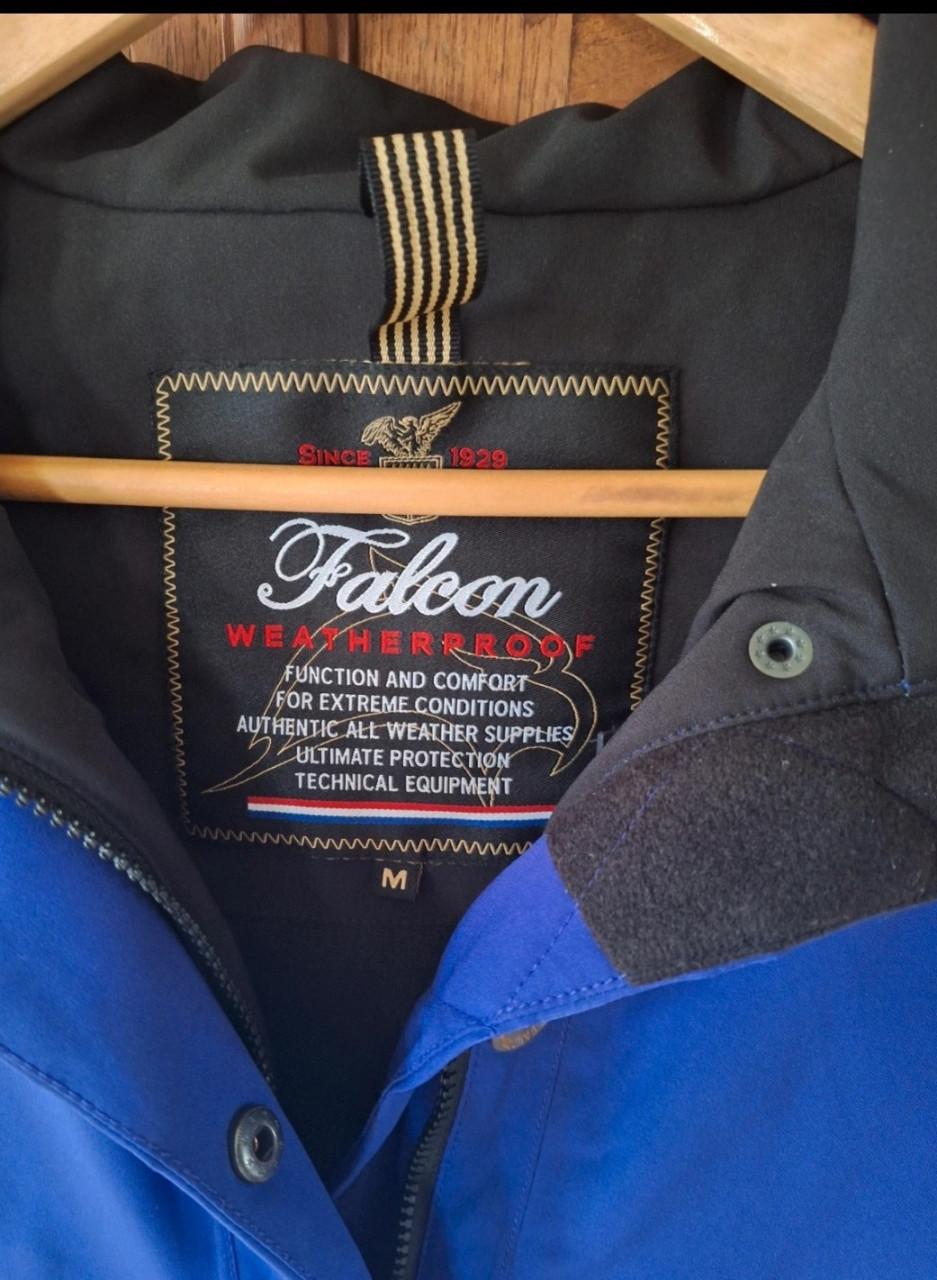 SINCE 1929
Falcon
WEATHERPROOF
FUNCTION AND COMFORT
FOR EXTREME CONDITIONS
AUTHENTIC ALL WEATHER SUPPLIES
ULTIMATE PROTECTION
TECHNICAL EQUIPMENT
M